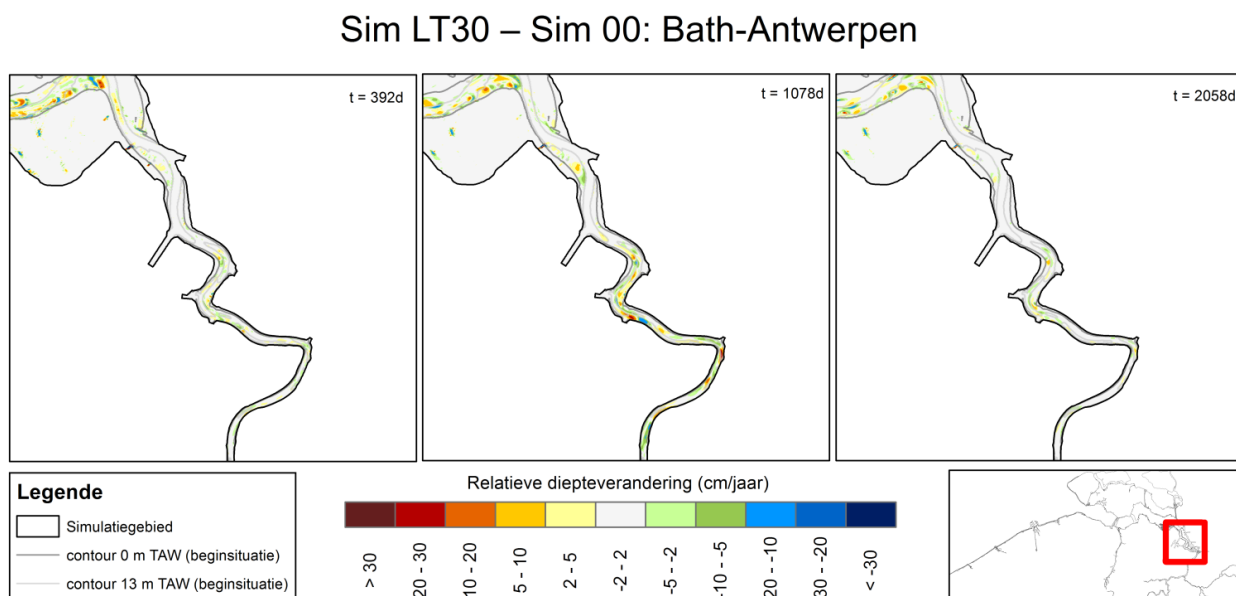 Sim LT30 – Sim 00: Bath-Antwerpen
t = 392d
t = 1078d
t = 2058d
Legende
Simulatiegebied
contour 0 m TAW (beginsituatie)
contour 13 m TAW (beginsituatie)
Relatieve diepteverandering (cm/jaar)
> 30
20 - 30
10 - 20
5 - 10
2 - 5
-2 - 2
-5 - -2
-10 - -5
20 - -10
30 - -20
< -30